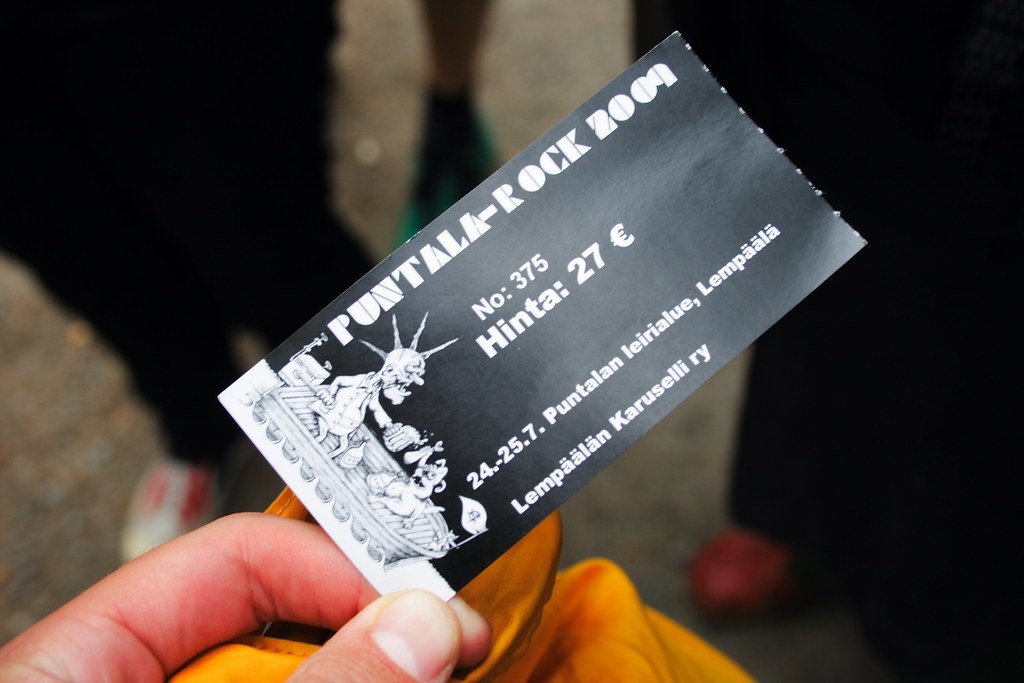 PUNTALA-ROCK 2009
No: 375
Hinta: 27 €
24.-25.7. Puntalan leirialue, Lempäälä
Lempäälän Karuselli ry